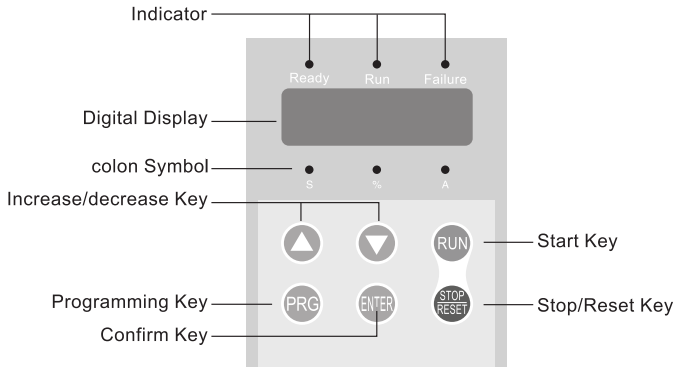 Indicator
Ready Run Failure
Digital Display
colon Symbol
S % A
Increase/decrease Key
RUN
Start Key
Programming Key
PRG
ENTER
STOP
RESET
Stop/Reset Key
Confirm Key